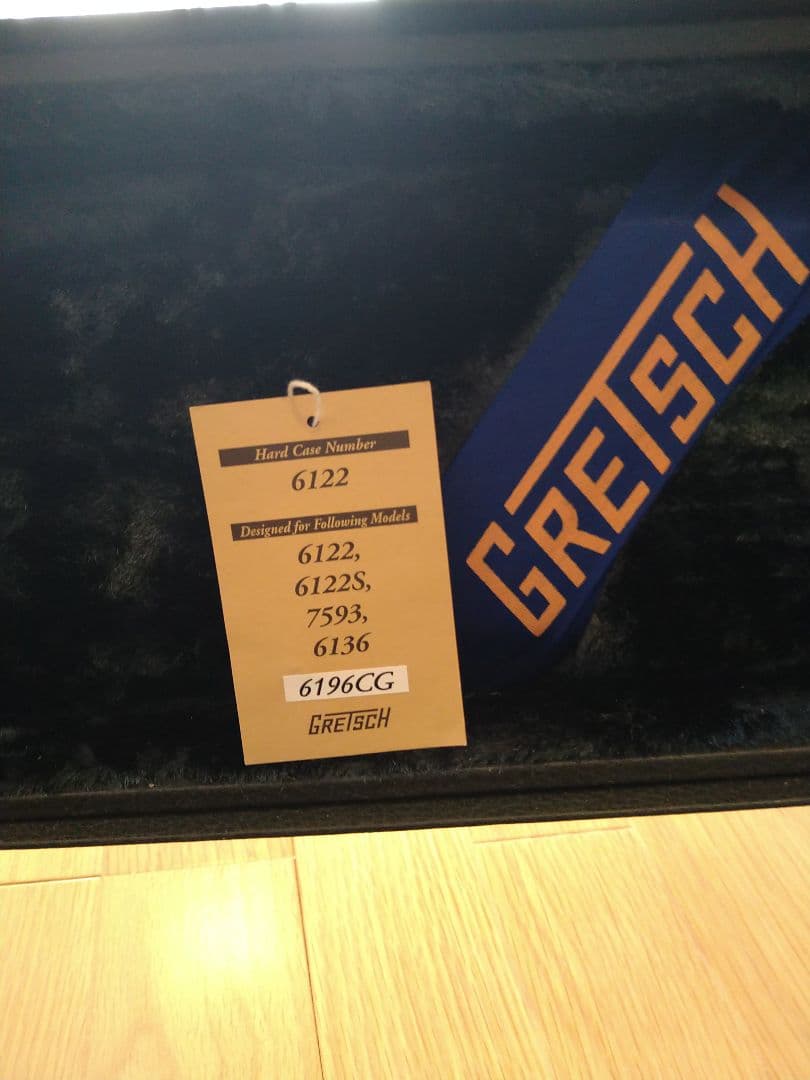 Hard Case Number
6122
Designed for Following Models
6122,
6122S,
7593,
6136
6196CG
GRETSCH
GRETSCH